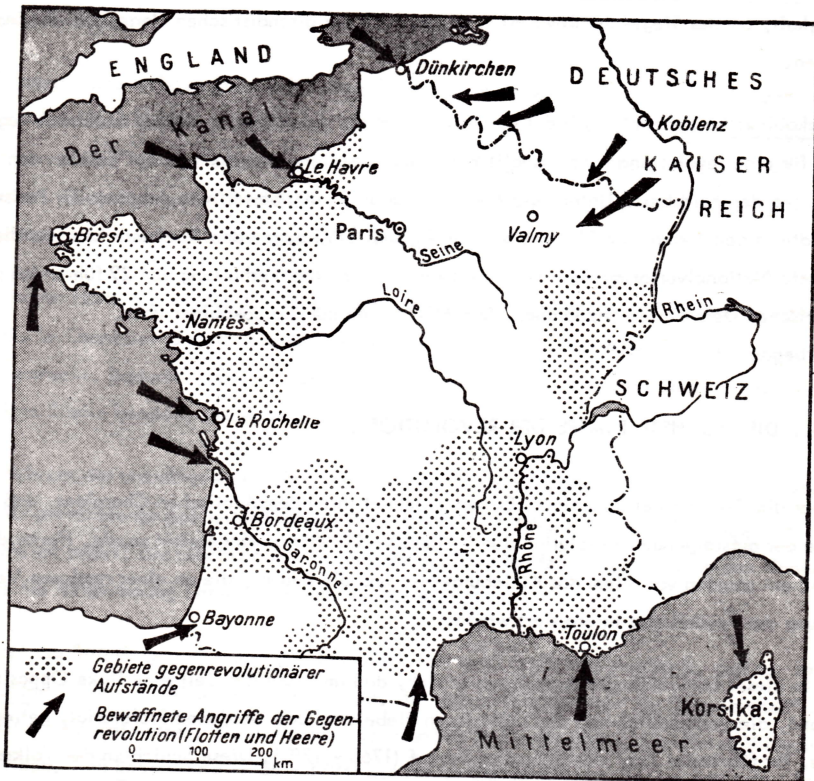 ENGLAND
Der Kanal
Dünkirchen
DEUTSCHES
Koblenz
KAISER
REICH
Le Havre
Brest
Paris
Seine
Valmy
Loire
Rhein
Nantes
SCHWEIZ
La Rochelle
Lyon
Bordeaux
Garonne
Rhône
Bayonne
Toulon
Korsika
Mittelmeer
Gebiete gegenrevolutionärer
Aufstände
Bewaffnete Angriffe der Gegen-
revolution (Flotten und Heere)
0 100 200
km